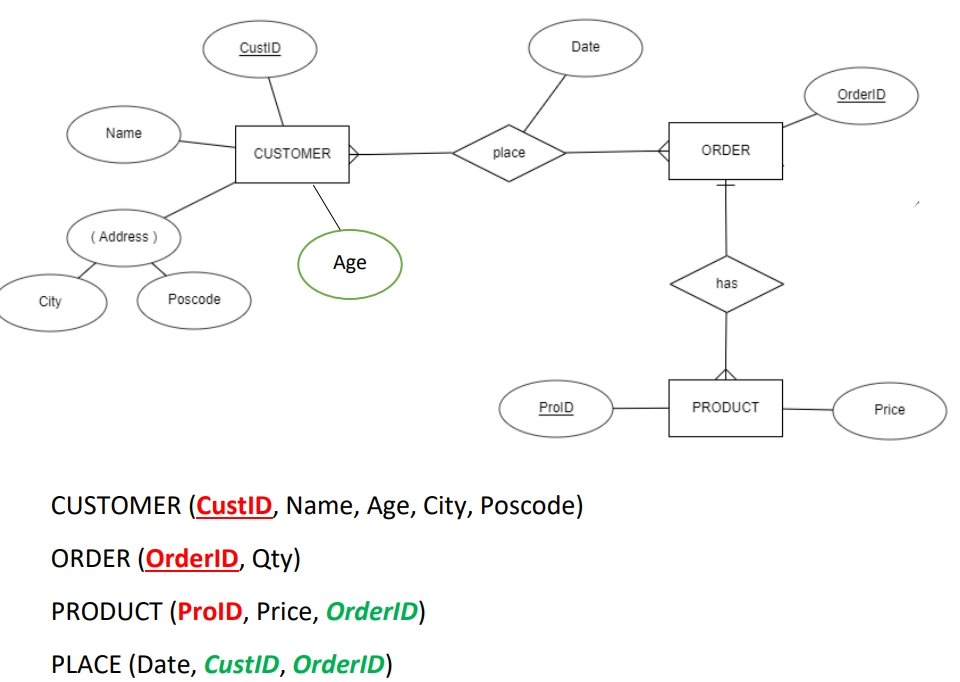 CustID
Date
OrderID
Name
CUSTOMER
place
ORDER
( Address )
Age
City
Poscode
has
ProID
PRODUCT
Price
CUSTOMER (CustID, Name, Age, City, Poscode)
ORDER (OrderID, Qty)
PRODUCT (ProID, Price, OrderID)
PLACE (Date, CustID, OrderID)